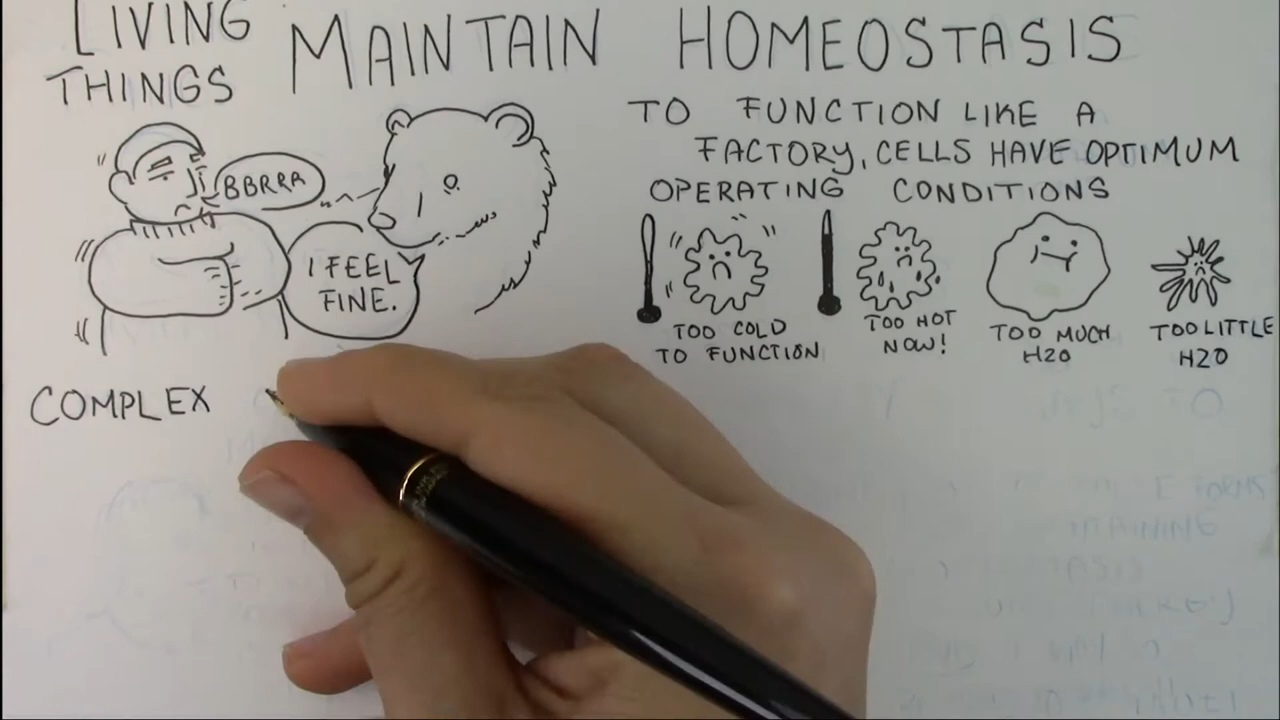 LIVING
THINGS
MAINTAIN HOMEOSTASIS
BBRRR
I FEEL
FINE.
TO FUNCTION LIKE A
FACTORY, CELLS HAVE OPTIMUM
OPERATING CONDITIONS
TOO COLD
TO FUNCTION
TOO HOT
NOW!
TOO MUCH
H2O
TOO LITTLE
H2O
COMPLEX